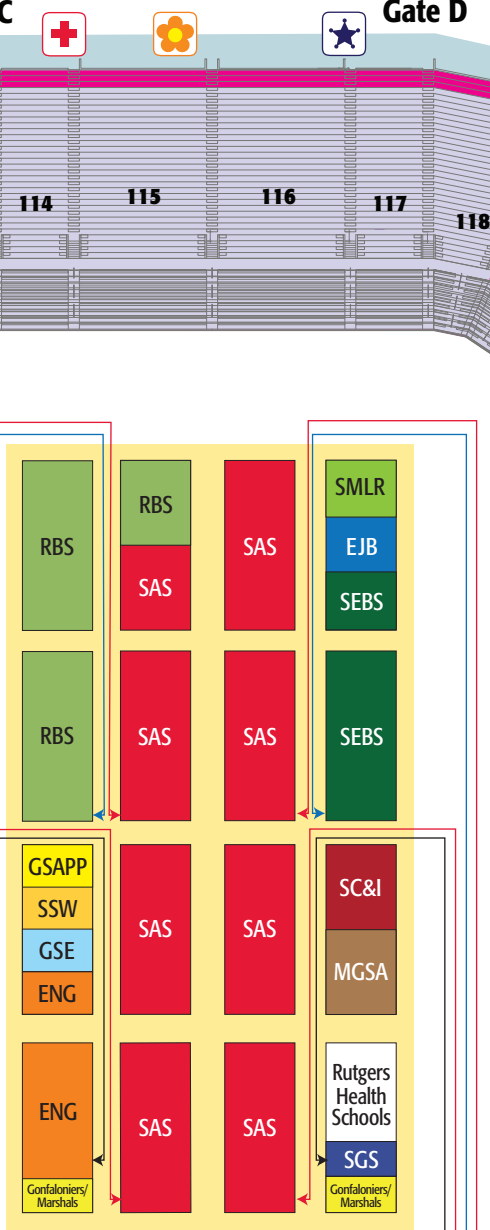 C
Gate D
114
115
116
117
118
RBS
RBS
SAS
SAS
SMLR
EJB
SEBS
RBS
SAS
SAS
SEBS
GSAPP
SSW
GSE
ENG
SAS
SAS
SC&I
MGSA
ENG
Gonfaloniers/
Marshals
SAS
SAS
Rutgers
Health
Schools
SGS
Gonfaloniers/
Marshals